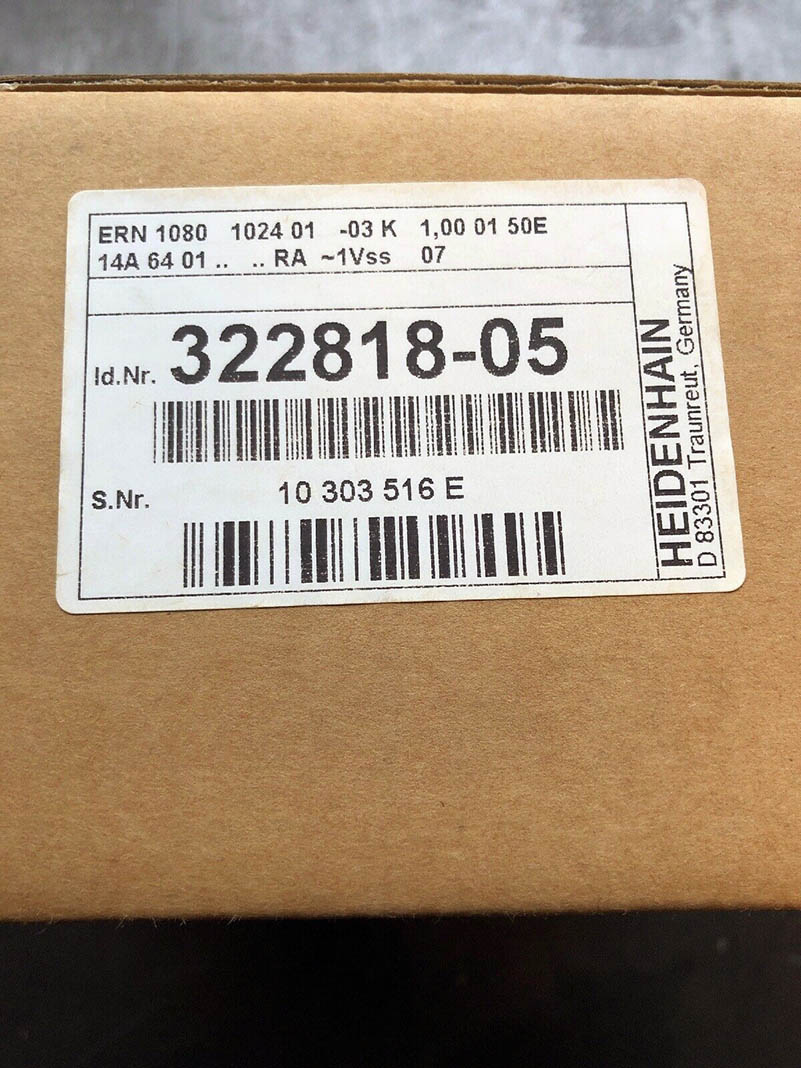 ERN 1080 1024 01 -03 K 1,00 01 50E
14A 64 01 .. .. RA ~1Vss 07
Id.Nr. 322818-05
S.Nr. 10 303 516 E
HEIDENHAIN
D 83301 Traunreut, Germany